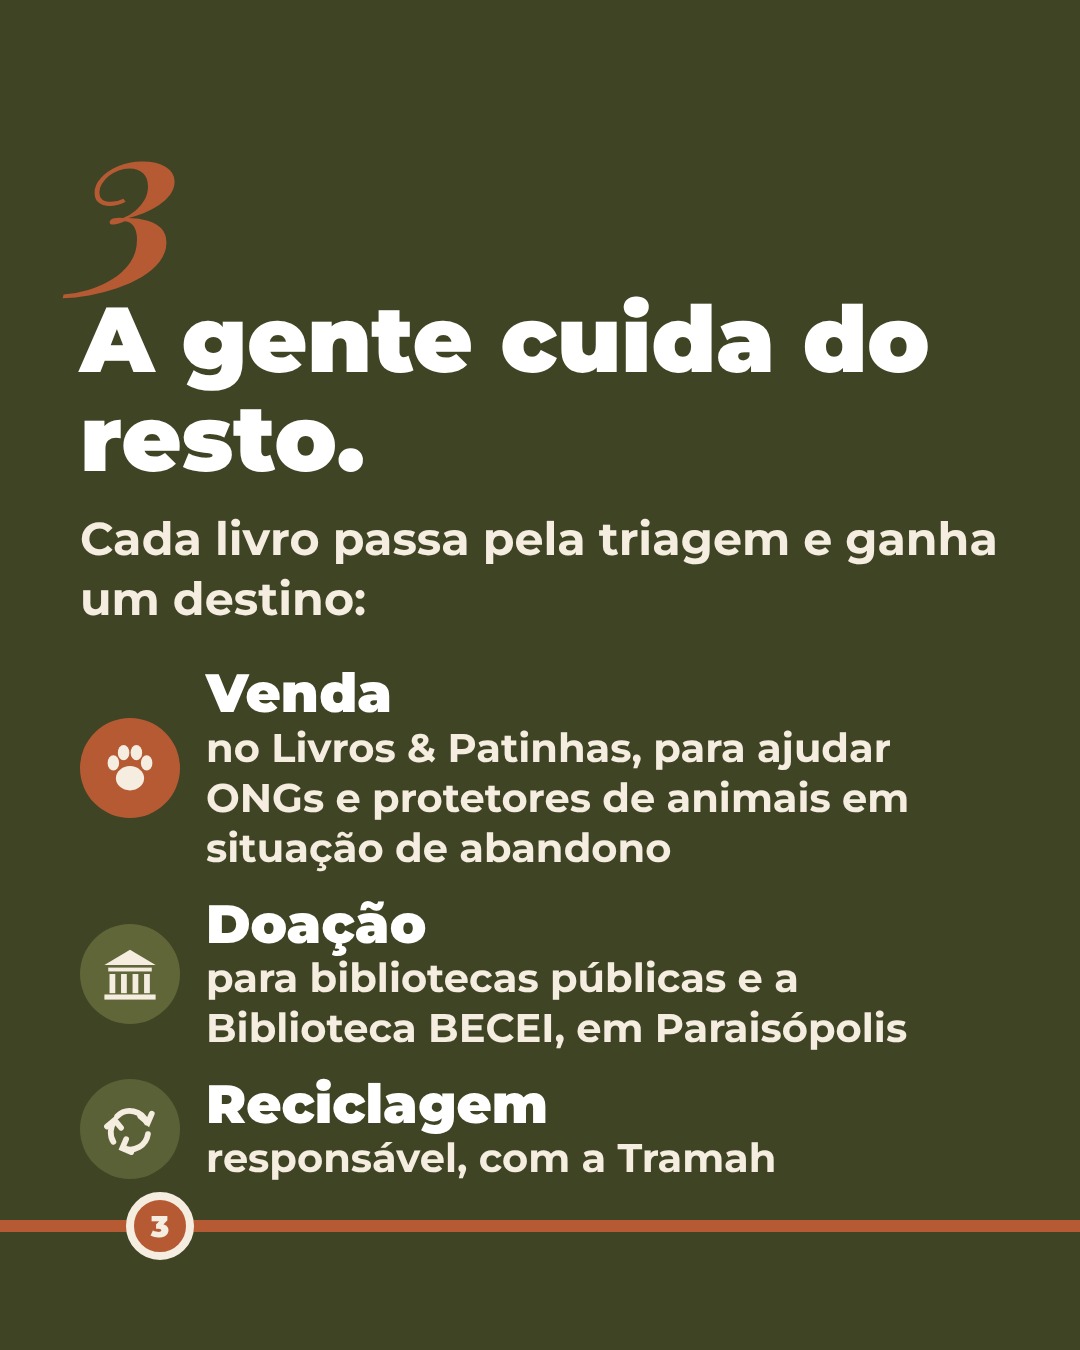 3
A gente cuida do
resto.
Cada livro passa pela triagem e ganha
um destino:
Venda
no Livros & Patinhas, para ajudar
ONGs e protetores de animais em
situação de abandono
Doação
para bibliotecas públicas e a
Biblioteca BECEI, em Paraisópolis
Reciclagem
responsável, com a Tramah
3